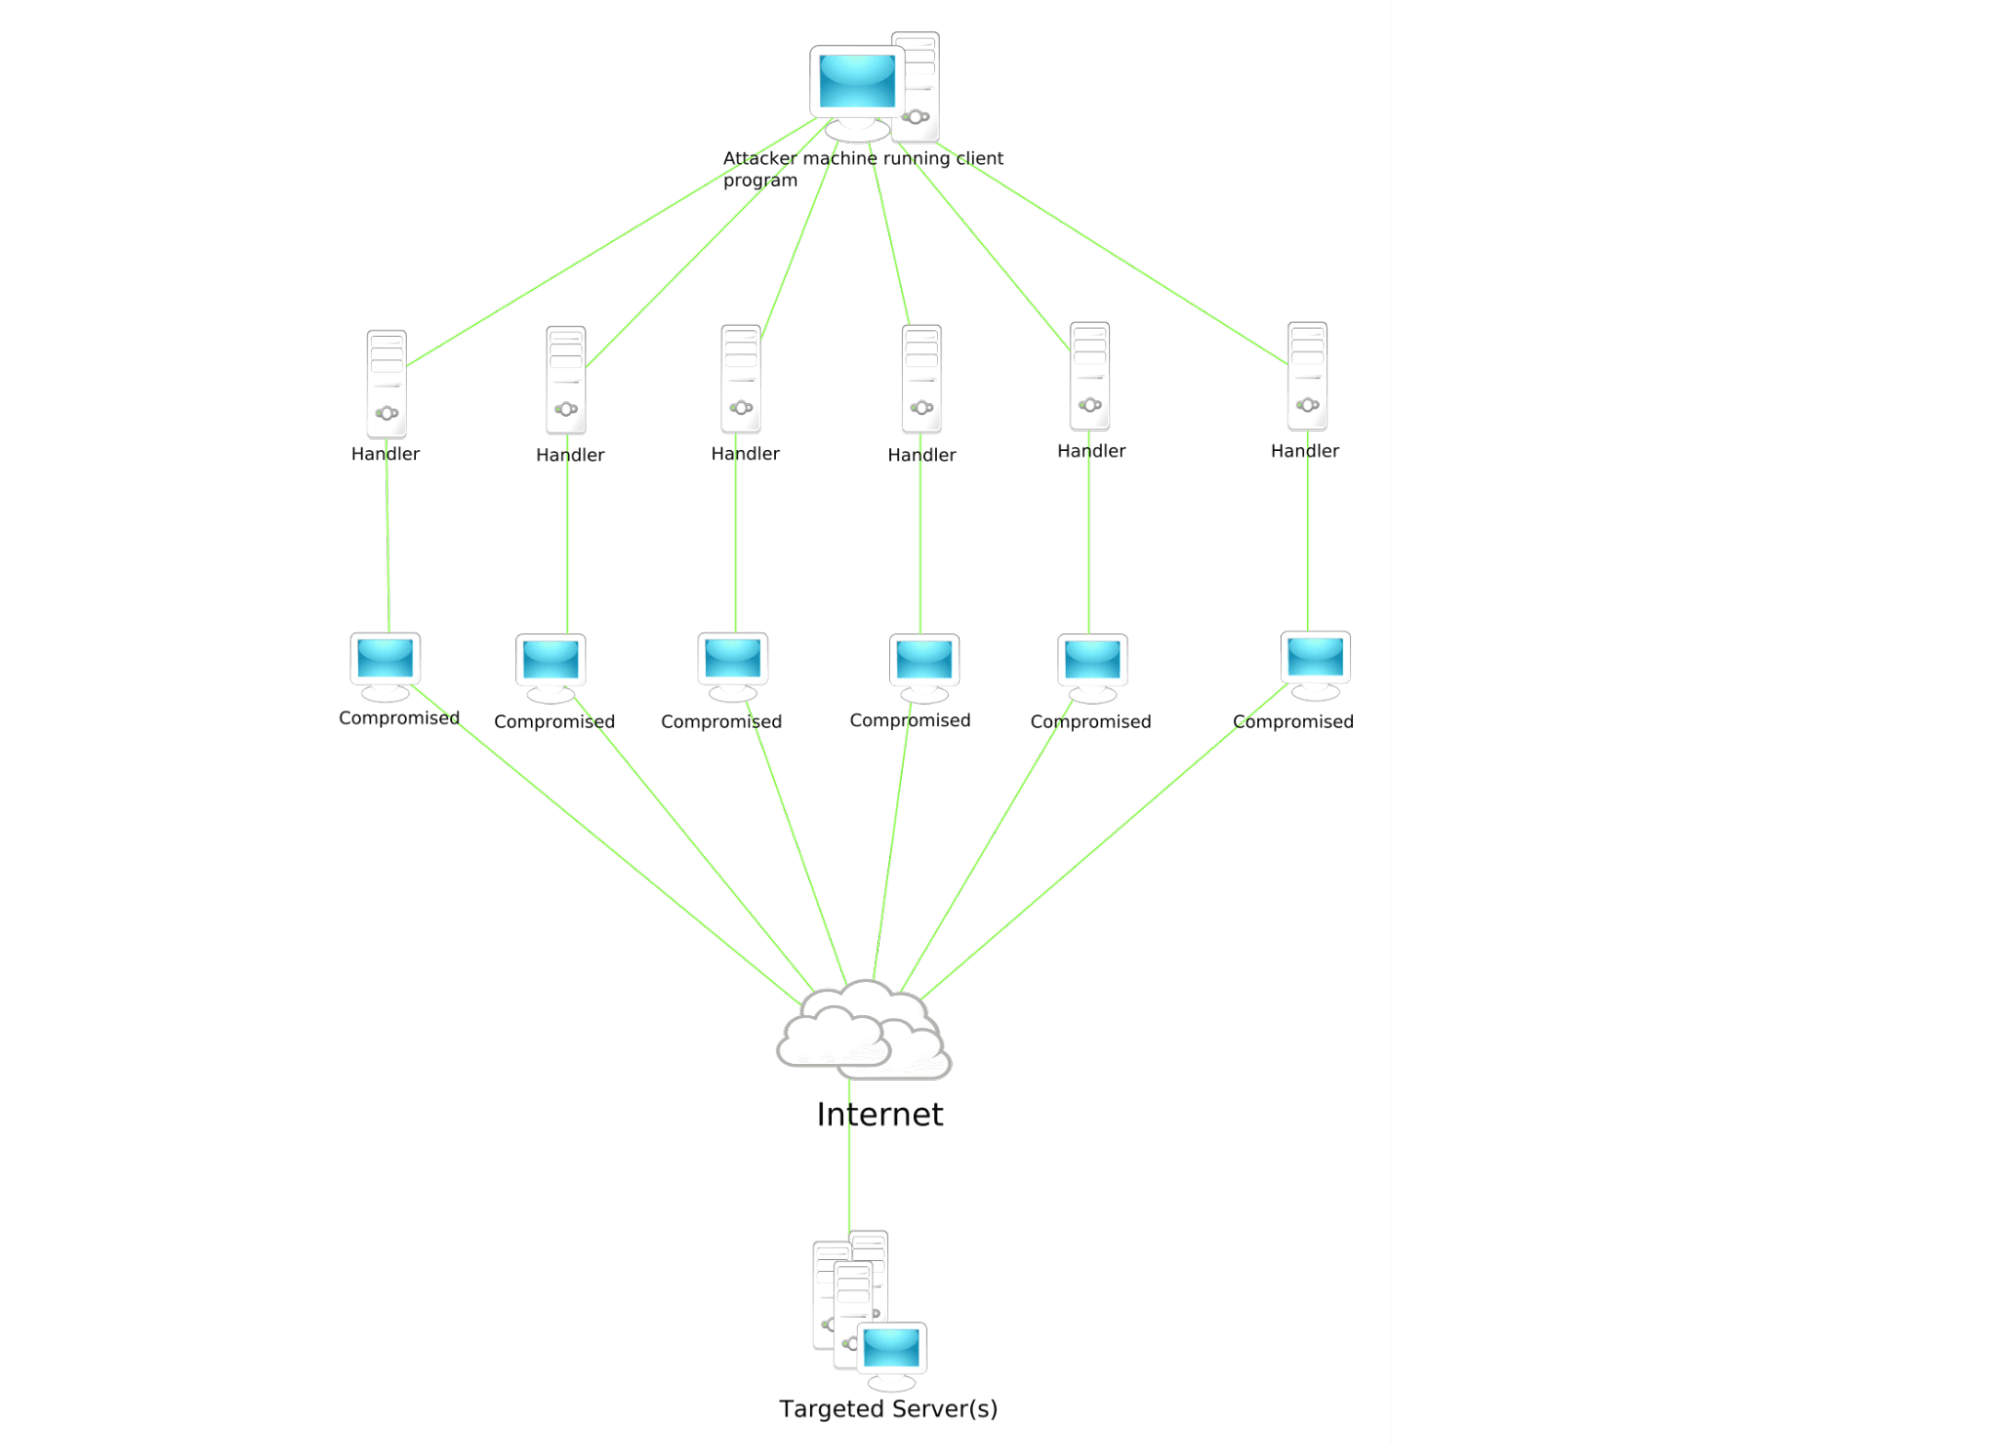 Attacker machine running client
program
Handler
Handler
Handler
Handler
Handler
Handler
Compromised
Compromised
Compromised
Compromised
Compromised
Compromised
Internet
Targeted Server(s)